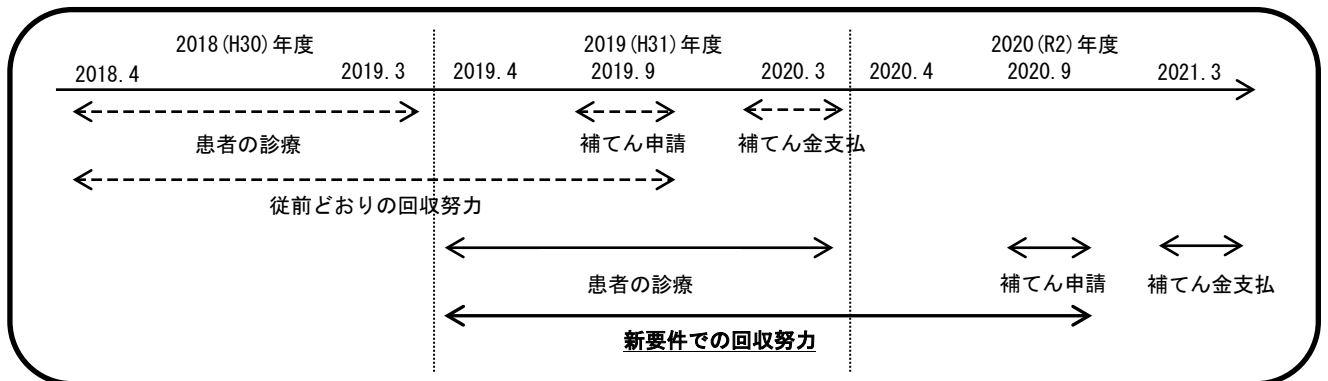 2018(H30)年度 2019(H31)年度 2020(R2)年度
2018.4 2019.3 2019.4 2019.9 2020.3 2020.4 2020.9 2021.3
患者の診療 補てん申請 補てん金支払
従前どおりの回収努力
患者の診療 補てん申請 補てん金支払
新要件での回収努力